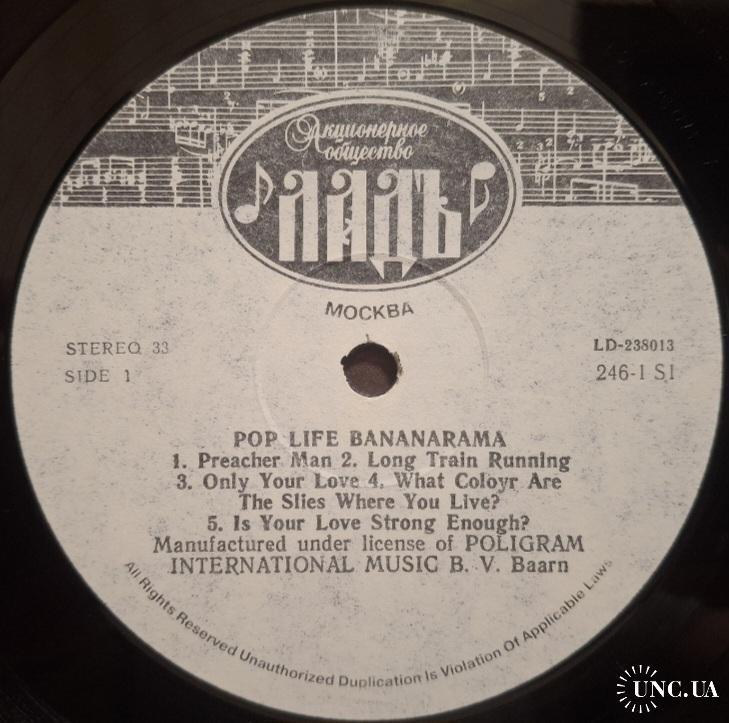 Акционерное
общество
ЛАДЪ
МОСКВА
STEREO 33
SIDE 1
LD-238013
246-1 S1
POP LIFE BANANARAMA
1. Preacher Man 2. Long Train Running
3. Only Your Love 4. What Coloyr Are
The Slies Where You Live?
5. Is Your Love Strong Enough?
Manufactured under license of POLIGRAM
INTERNATIONAL MUSIC B. V. Baarn
All Rights Reserved Unauthorized Duplication Is Violation Of Applicable Laws
UNC.UA